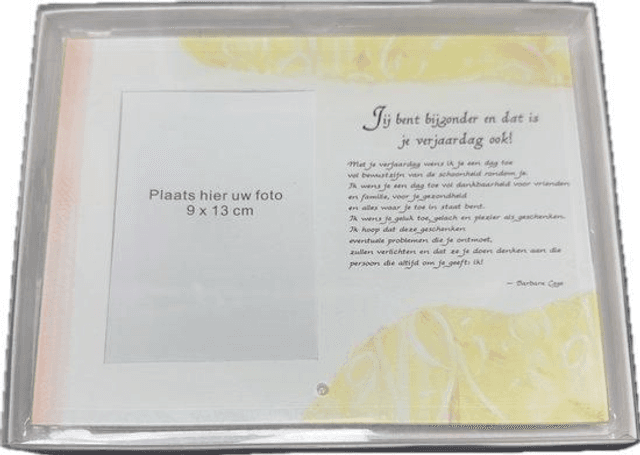 Plaats hier uw foto
9 x 13 cm
Jij bent bijzonder en dat is
je verjaardag ook!
Met je verjaardag wens ik je een dag toe
vol bewustzijn van de schoonheid rondom je.
Ik wens je een dag toe vol dankbaarheid voor vrienden
en familie, voor je gezondheid
en alles waar je toe in staat bent.
Ik wens je geluk toe, gelach en plezier als geschenken.
Ik hoop dat deze geschenken
eventuele problemen die je ontmoet,
zullen verlichten en dat ze je doen denken aan die
persoon die altijd om je geeft: ik!
— Barbara Cage